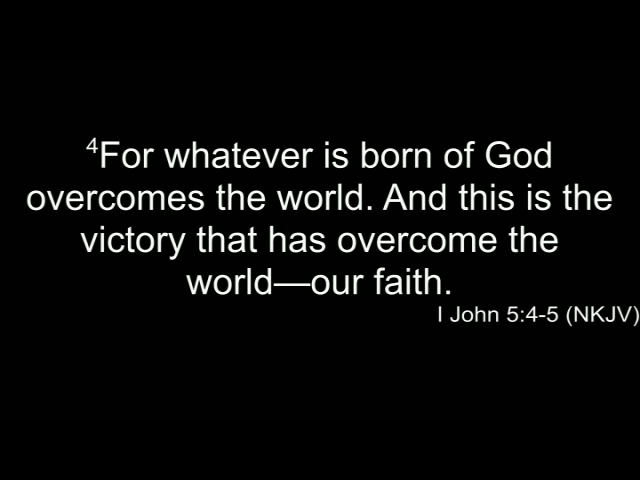 ⁴For whatever is born of God
overcomes the world. And this is the
victory that has overcome the
world—our faith.
I John 5:4-5 (NKJV)